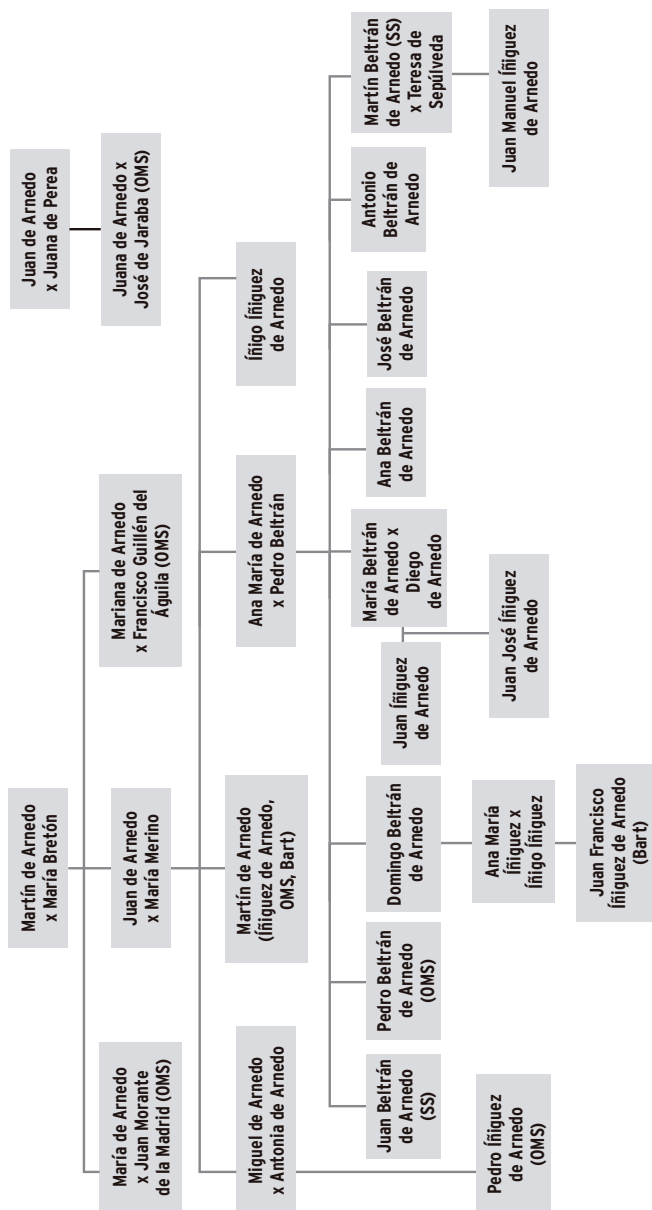 Martín de Arnedo
x María Bretón
Juan de Arnedo
x Juana de Perea
María de Arnedo
x Juan Morante
de la Madrid (OMS)
Juan de Arnedo
x María Merino
Mariana de Arnedo
x Francisco Guillén del
Águila (OMS)
Juana de Arnedo x
José de Jaraba (OMS)
Miguel de Arnedo
x Antonia de Arnedo
Martín de Arnedo
(Íñiguez de Arnedo,
OMS, Bart)
Ana María de Arnedo
x Pedro Beltrán
Íñigo Íñiguez
de Arnedo
Juan Beltrán
de Arnedo
(SS)
Pedro Beltrán
de Arnedo
(OMS)
Domingo Beltrán
de Arnedo
María Beltrán
de Arnedo x
Diego
de Arnedo
Ana Beltrán
de Arnedo
José Beltrán
de Arnedo
Antonio
Beltrán de
Arnedo
Martín Beltrán
de Arnedo (SS)
x Teresa de
Sepúlveda
Juan Íñiguez
de Arnedo
Pedro Íñiguez
de Arnedo
(OMS)
Ana María
Íñiguez x
Íñigo Íñiguez
Juan José Íñiguez
de Arnedo
Juan Manuel Íñiguez
de Arnedo
Juan Francisco
Íñiguez de Arnedo
(Bart)